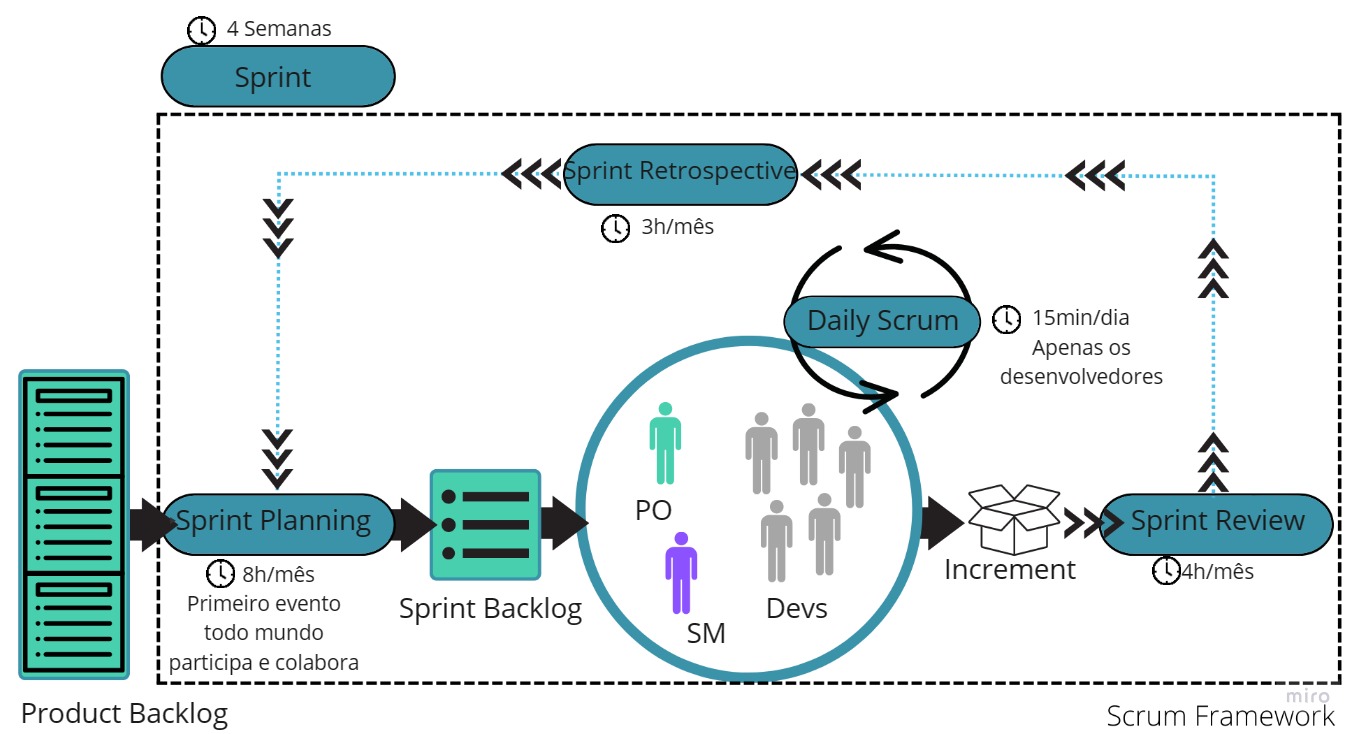 4 Semanas
Sprint
Sprint Retrospective
3h/mês
Daily Scrum
15min/dia
Apenas os
desenvolvedores
PO
SM
Devs
Sprint Planning
8h/mês
Primeiro evento
todo mundo
participa e colabora
Sprint Backlog
Increment
Sprint Review
4h/mês
Product Backlog
miro
Scrum Framework